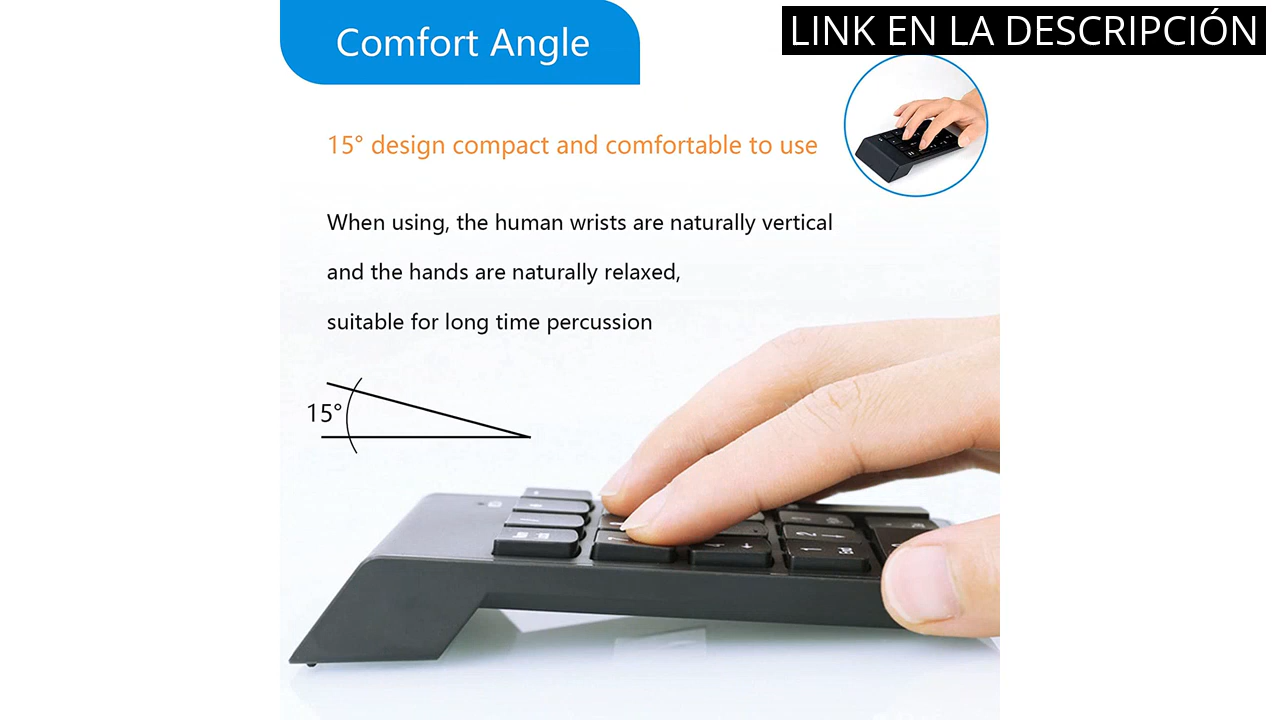 Comfort Angle
LINK EN LA DESCRIPCIÓN
15° design compact and comfortable to use
When using, the human wrists are naturally vertical
and the hands are naturally relaxed,
suitable for long time percussion
15°